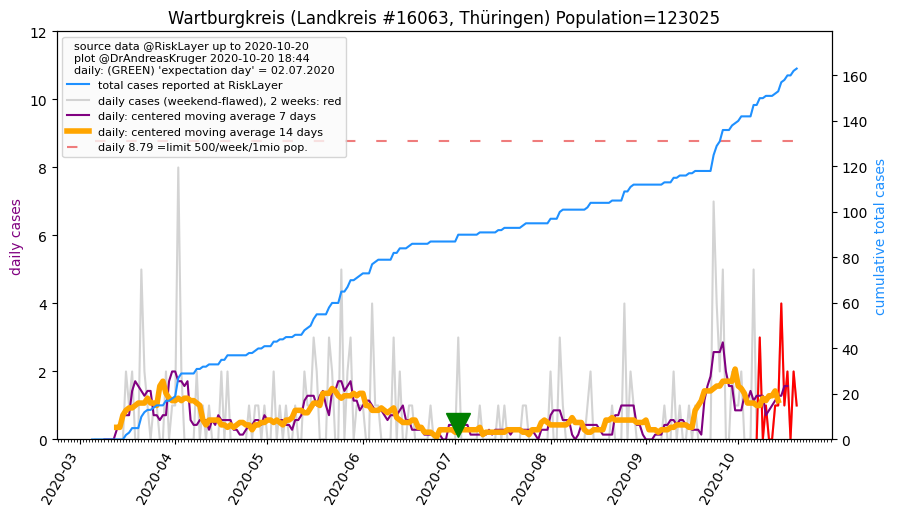 Wartburgkreis (Landkreis #16063, Thüringen) Population=123025
source data @RiskLayer up to 2020-10-20
plot @DrAndreasKruger 2020-10-20 18:44
daily: (GREEN) 'expectation day' = 02.07.2020
total cases reported at RiskLayer
daily cases (weekend-flawed), 2 weeks: red
daily: centered moving average 7 days
daily: centered moving average 14 days
daily 8.79 =limit 500/week/1mio pop.
daily cases
12
10
8
6
4
2
0
cumulative total cases
160
140
120
100
80
60
40
20
0
2020-03
2020-04
2020-05
2020-06
2020-07
2020-08
2020-09
2020-10